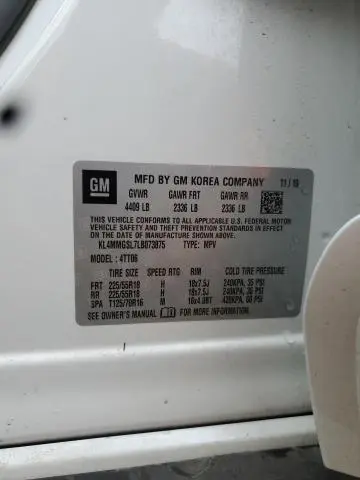 GM
MFD BY GM KOREA COMPANY 11/19
GVWR GAWR FRT GAWR RR
4409 LB 2336 LB 2336 LB
THIS VEHICLE CONFORMS TO ALL APPLICABLE U.S. FEDERAL MOTOR
VEHICLE SAFETY AND THEFT PREVENTION STANDARDS IN EFFECT
ON THE DATE OF MANUFACTURE SHOWN ABOVE.
KL4MMGSL7LB073875 TYPE: MPV
MODEL : 4TT06
TIRE SIZE SPEED RTG RIM COLD TIRE PRESSURE
FRT 225/55R18 H 18x7.5J 240KPA, 35 PSI
RR 225/55R18 H 18x7.5J 240KPA, 35 PSI
SPA T125/70R16 M 16x4.0BT 420KPA, 60 PSI
SEE OWNER'S MANUAL FOR MORE INFORMATION.